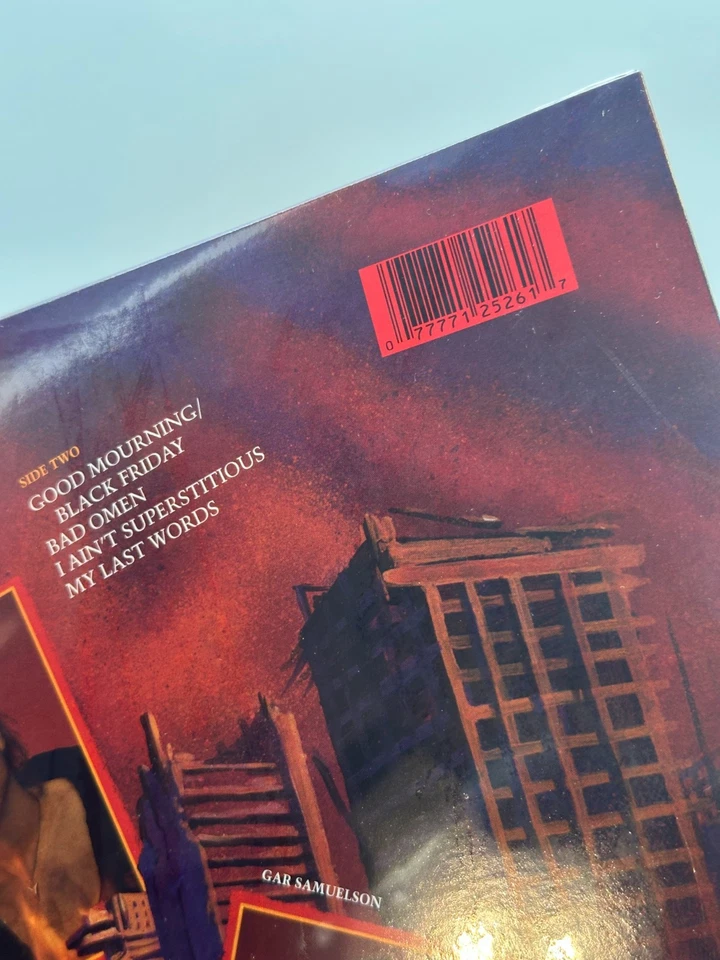 0 77771 25261 7
SIDE TWO
GOOD MOURNING/
BLACK FRIDAY
BAD OMEN
I AIN'T SUPERSTITIOUS
MY LAST WORDS
GAR SAMUELSON